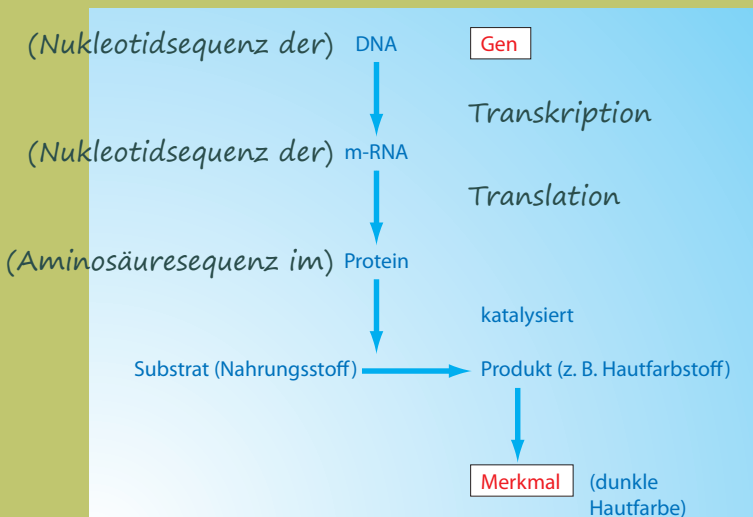 (Nukleotidsequenz der) DNA Gen
Transkription
(Nukleotidsequenz der) m-RNA
Translation
(Aminosäuresequenz im) Protein
katalysiert
Substrat (Nahrungsstoff) Produkt (z. B. Hautfarbstoff)
Merkmal (dunkle
Hautfarbe)